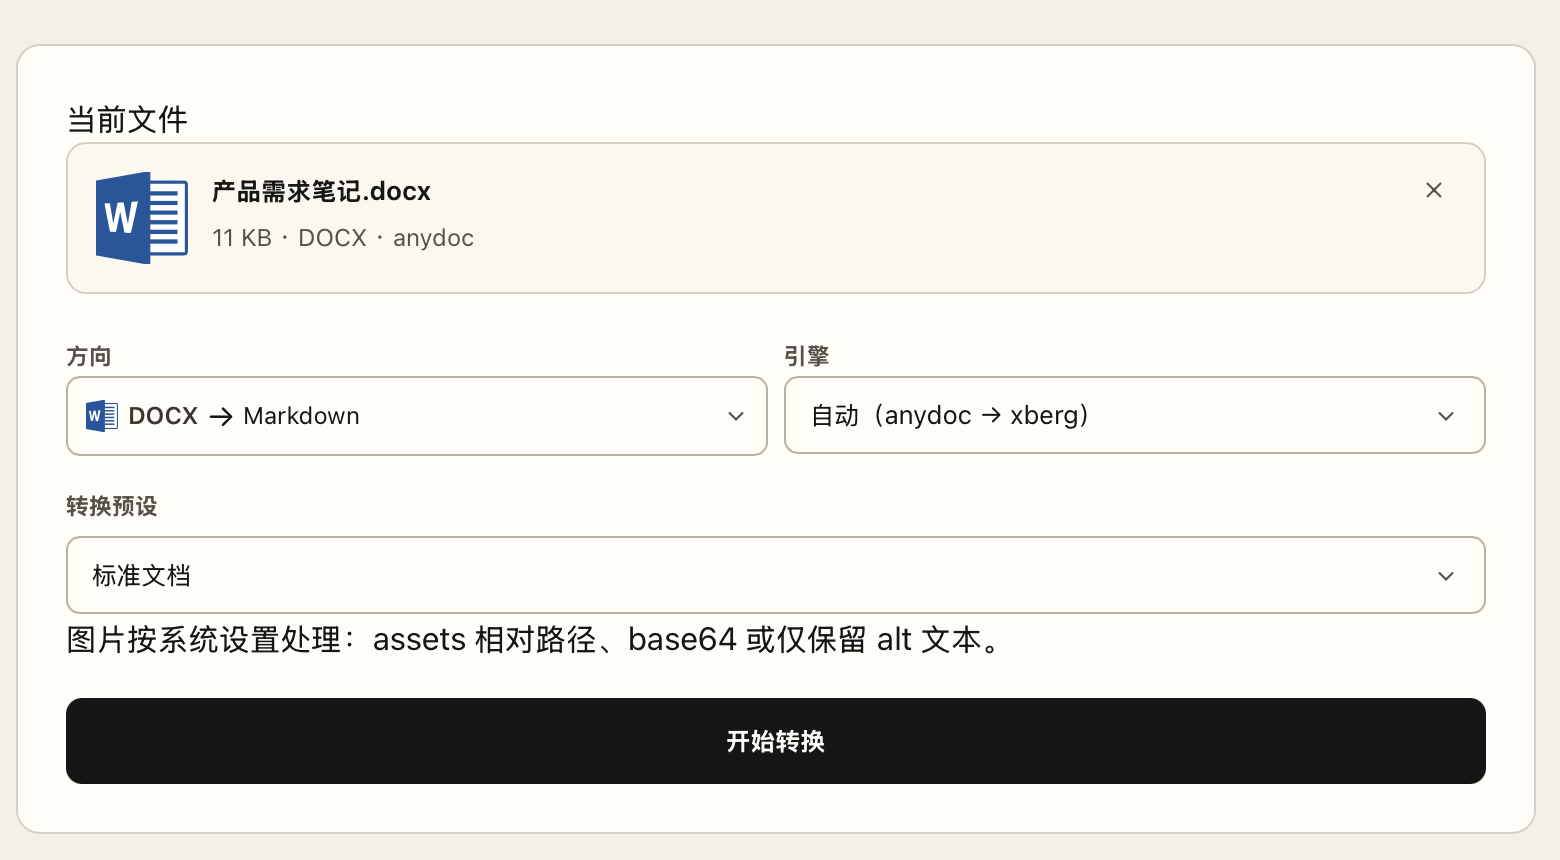 当前文件
W
产品需求笔记.docx
11 KB · DOCX · anydoc
方向
引擎
W DOCX → Markdown
自动（anydoc → xberg）
转换预设
标准文档
图片按系统设置处理：assets 相对路径、base64 或仅保留 alt 文本。
开始转换